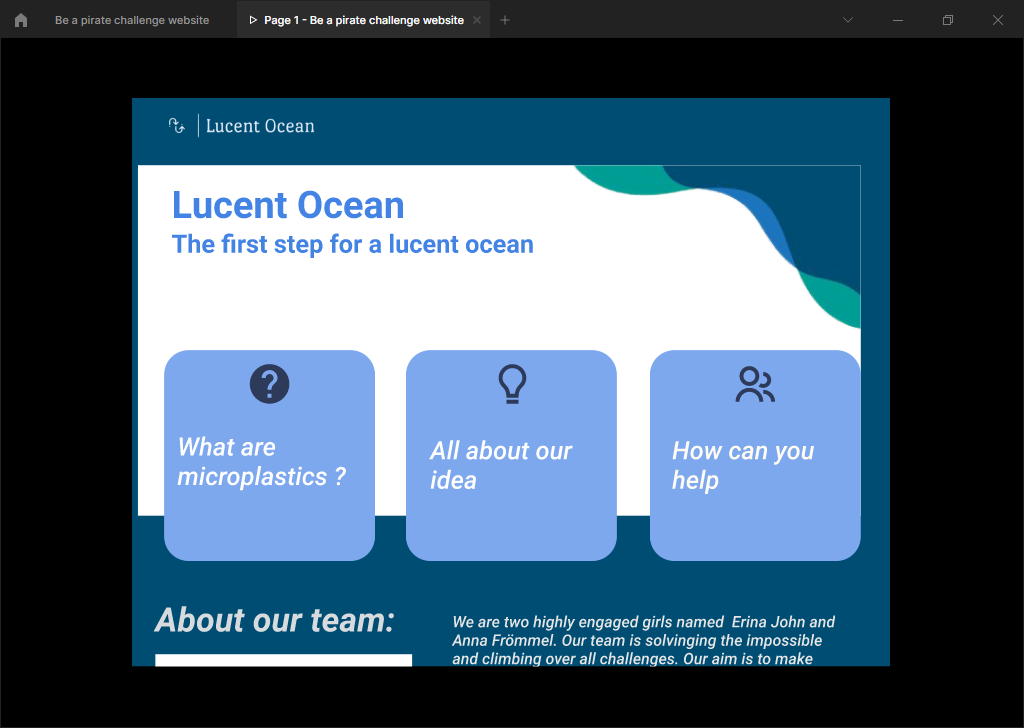 Be a pirate challenge website
Page 1 - Be a pirate challenge website
Lucent Ocean
Lucent Ocean
The first step for a lucent ocean
What are
microplastics ?
All about our
idea
How can you
help
About our team:
We are two highly engaged girls named Erina John and
Anna Frömmel. Our team is solvinging the impossible
and climbing over all challenges. Our aim is to make